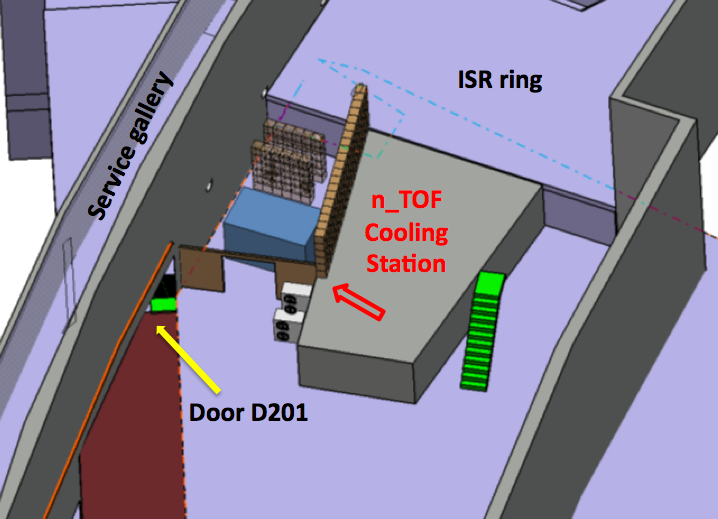 Service gallery
ISR ring
n_TOF
Cooling
Station
Door D201